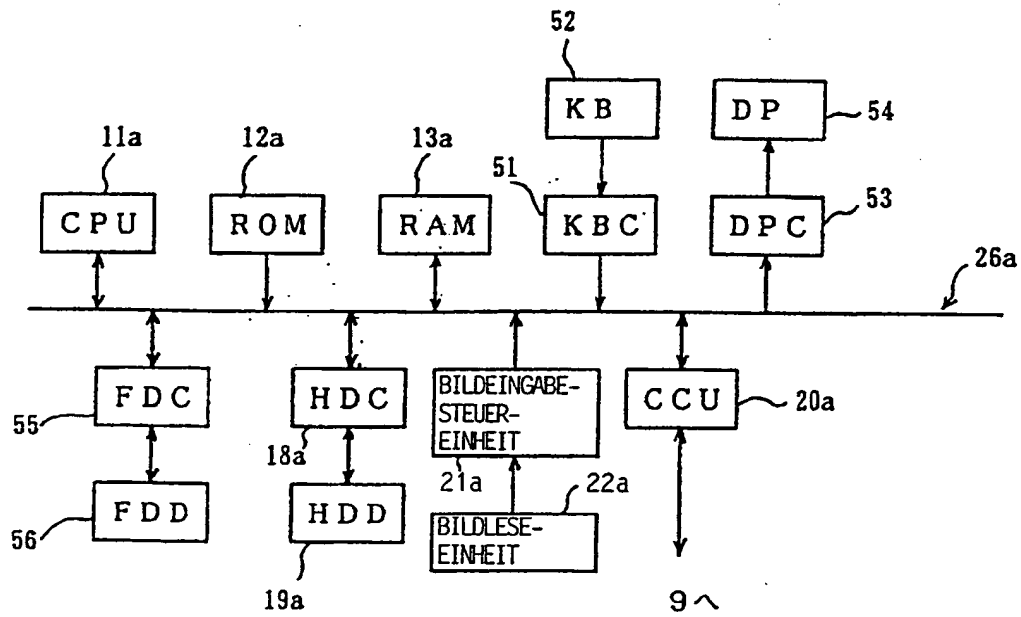 52
KB
DP
54
11a
12a
13a
51
53
CPU
ROM
RAM
KBC
DPC
26a
FDC
HDC
BILDEINGABE-
STEUER-
EINHEIT
CCU
55
18a
21a
20a
22a
FDD
HDD
BILDLESE-
EINHEIT
56
19a
9へ